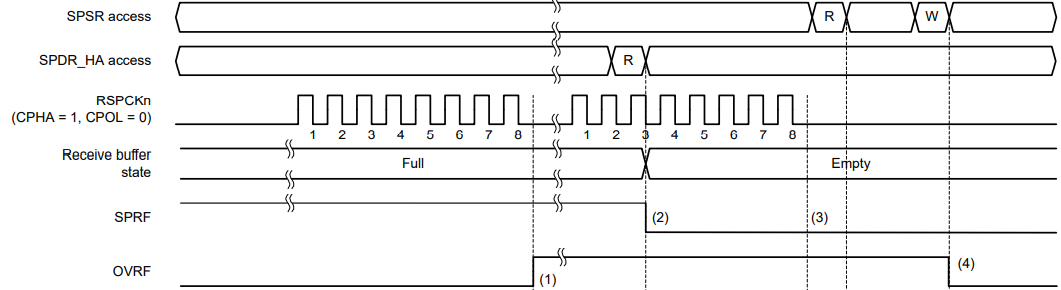 SPSR access
R
W
SPDR_HA access
R
RSPCKn
(CPHA = 1, CPOL = 0)
1 2 3 4 5 6 7 8 1 2 3 4 5 6 7 8
Receive buffer
state
Full
Empty
SPRF
(2)
(3)
OVRF
(1)
(4)